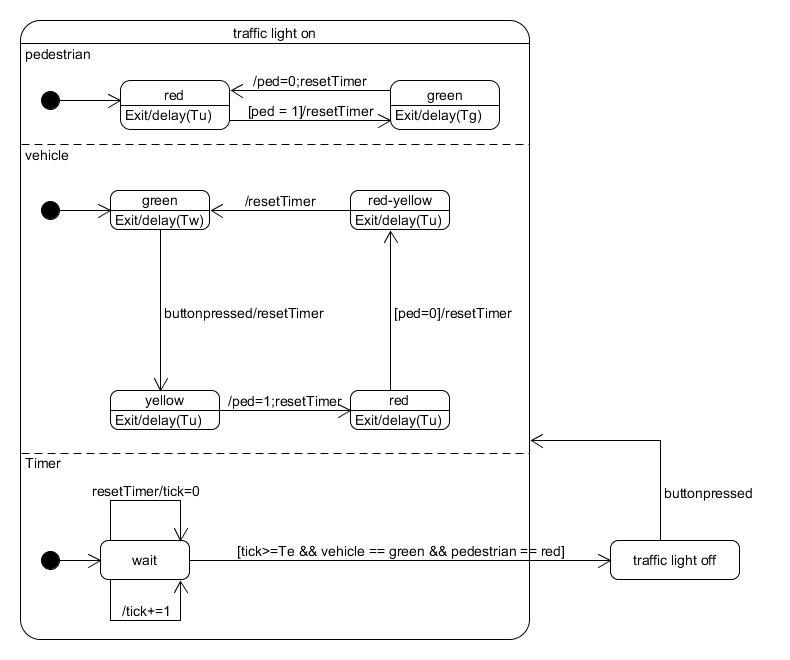 traffic light on
pedestrian
/ped=0;resetTimer
red
green
Exit/delay(Tu)
[ped = 1]/resetTimer
Exit/delay(Tg)
vehicle
green
/resetTimer
red-yellow
Exit/delay(Tw)
Exit/delay(Tu)
buttonpressed/resetTimer
[ped=0]/resetTimer
yellow
/ped=1;resetTimer
red
Exit/delay(Tu)
Exit/delay(Tu)
Timer
resetTimer/tick=0
buttonpressed
wait
[tick>=Te && vehicle == green && pedestrian == red]
traffic light off
/tick+=1